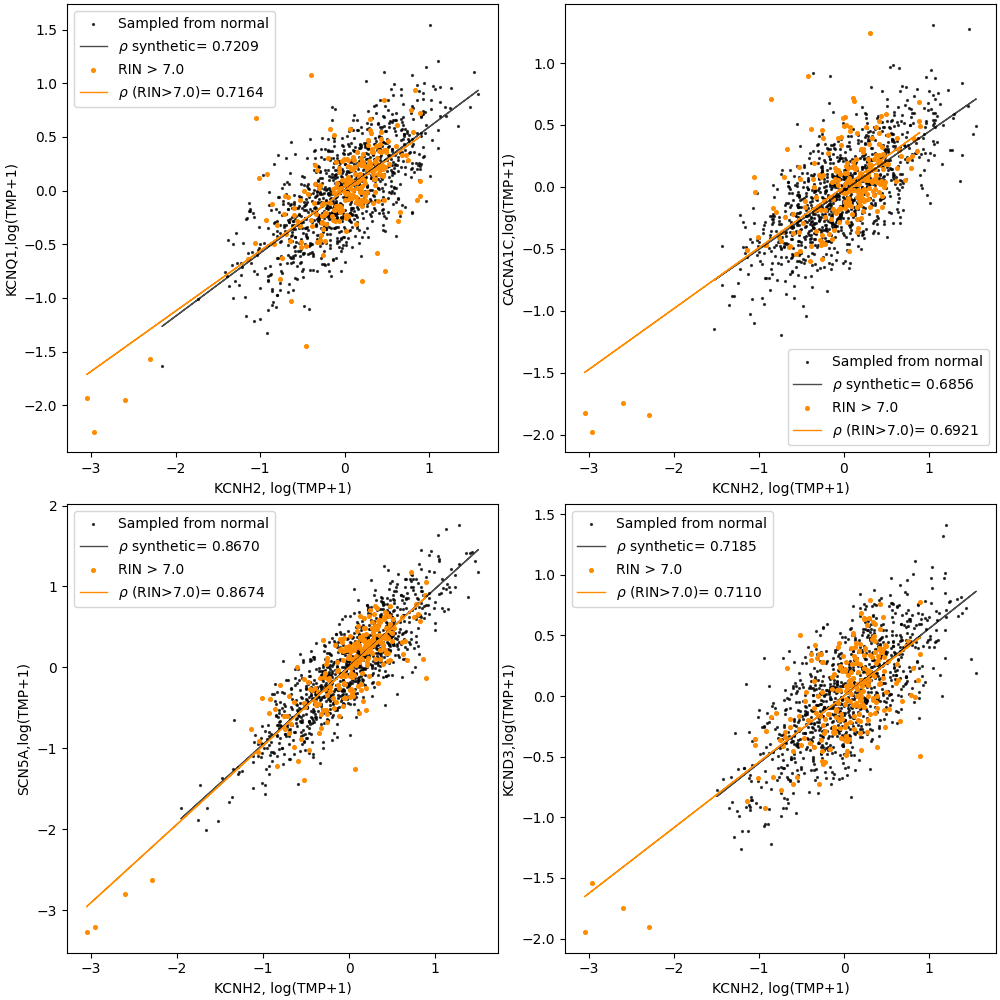 Sampled from normal
ρ synthetic= 0.7209
RIN > 7.0
ρ (RIN>7.0)= 0.7164
1.5
1.0
0.5
0.0
−0.5
−1.0
−1.5
−2.0
KCNQ1,log(TMP+1)
−3
−2
−1
0
1
KCNH2, log(TMP+1)
1.0
0.5
0.0
−0.5
−1.0
−1.5
−2.0
CACNA1C,log(TMP+1)
Sampled from normal
ρ synthetic= 0.6856
RIN > 7.0
ρ (RIN>7.0)= 0.6921
−3
−2
−1
0
1
KCNH2, log(TMP+1)
Sampled from normal
ρ synthetic= 0.8670
RIN > 7.0
ρ (RIN>7.0)= 0.8674
2
1
0
−1
−2
−3
SCN5A,log(TMP+1)
−3
−2
−1
0
1
KCNH2, log(TMP+1)
Sampled from normal
ρ synthetic= 0.7185
RIN > 7.0
ρ (RIN>7.0)= 0.7110
1.5
1.0
0.5
0.0
−0.5
−1.0
−1.5
−2.0
KCND3,log(TMP+1)
−3
−2
−1
0
1
KCNH2, log(TMP+1)